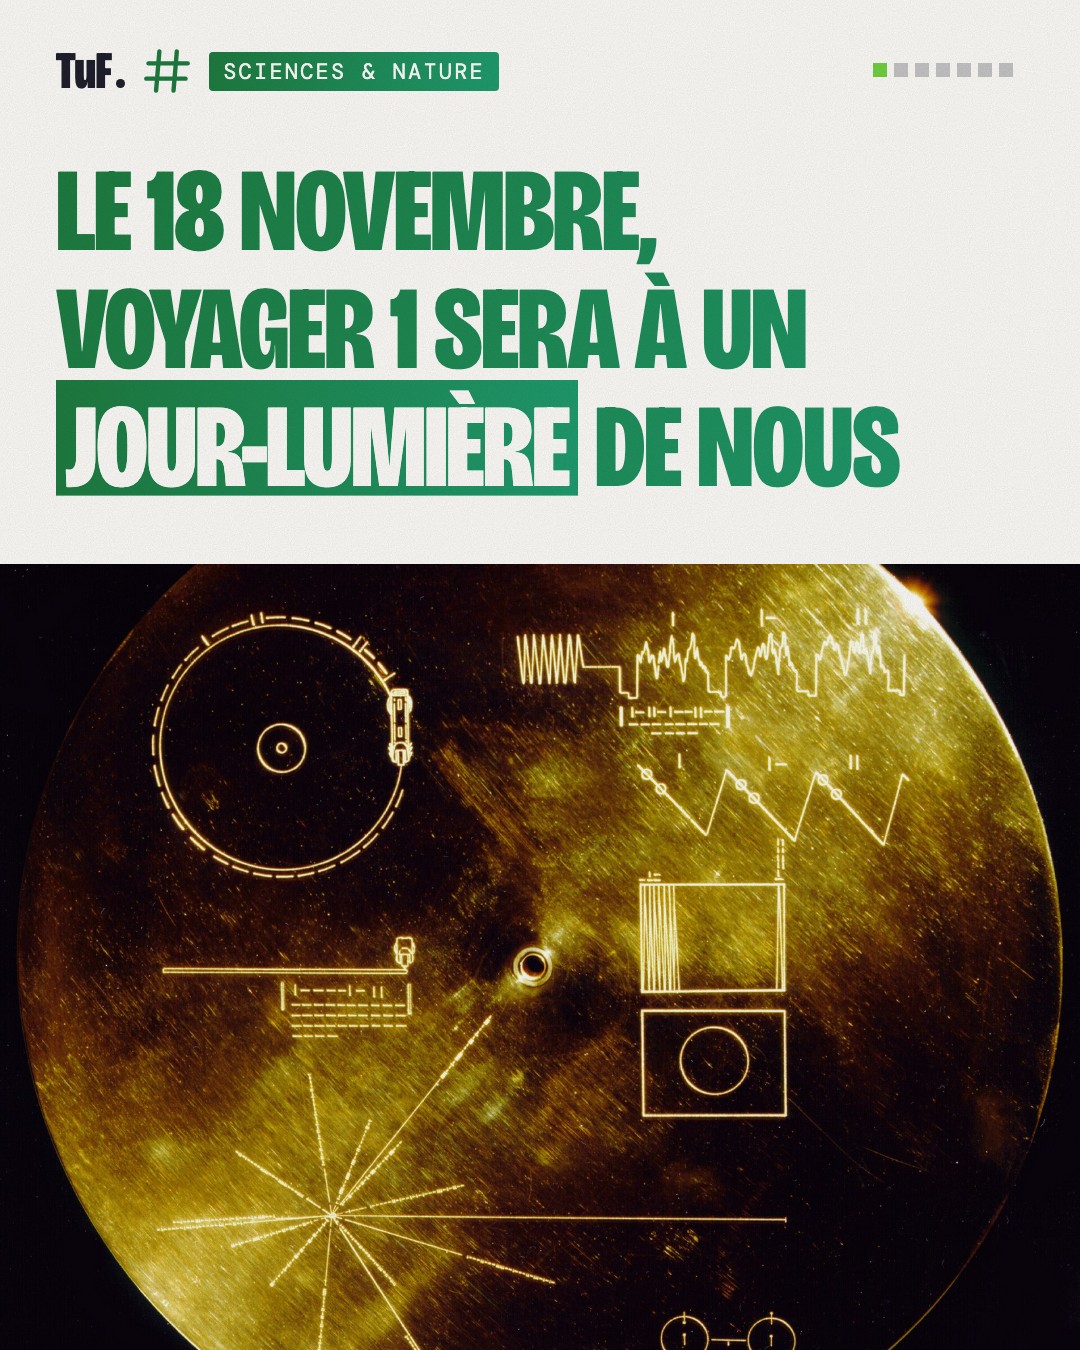 TuF. # SCIENCES & NATURE
LE 18 NOVEMBRE,
VOYAGER 1 SERA À UN
JOUR-LUMIÈRE DE NOUS